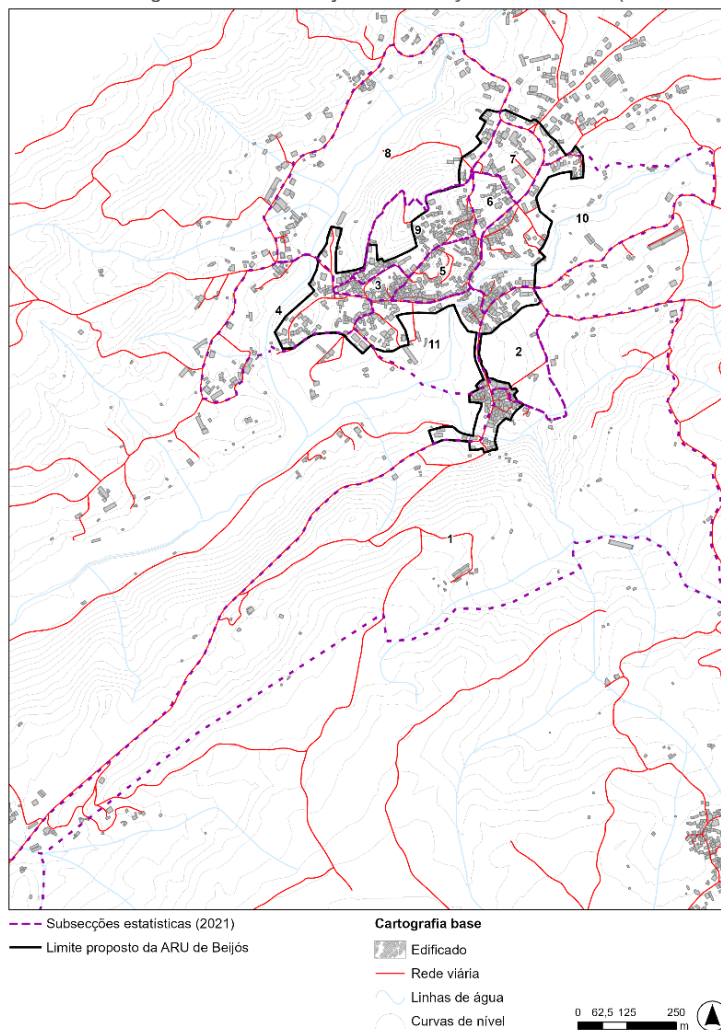 8
7
6
10
9
5
3
4
11
2
1
Subsecções estatísticas (2021)
Limite proposto da ARU de Beijós
Cartografia base
Edificado
Rede viária
Linhas de água
Curvas de nível
0 62,5 125 250
m